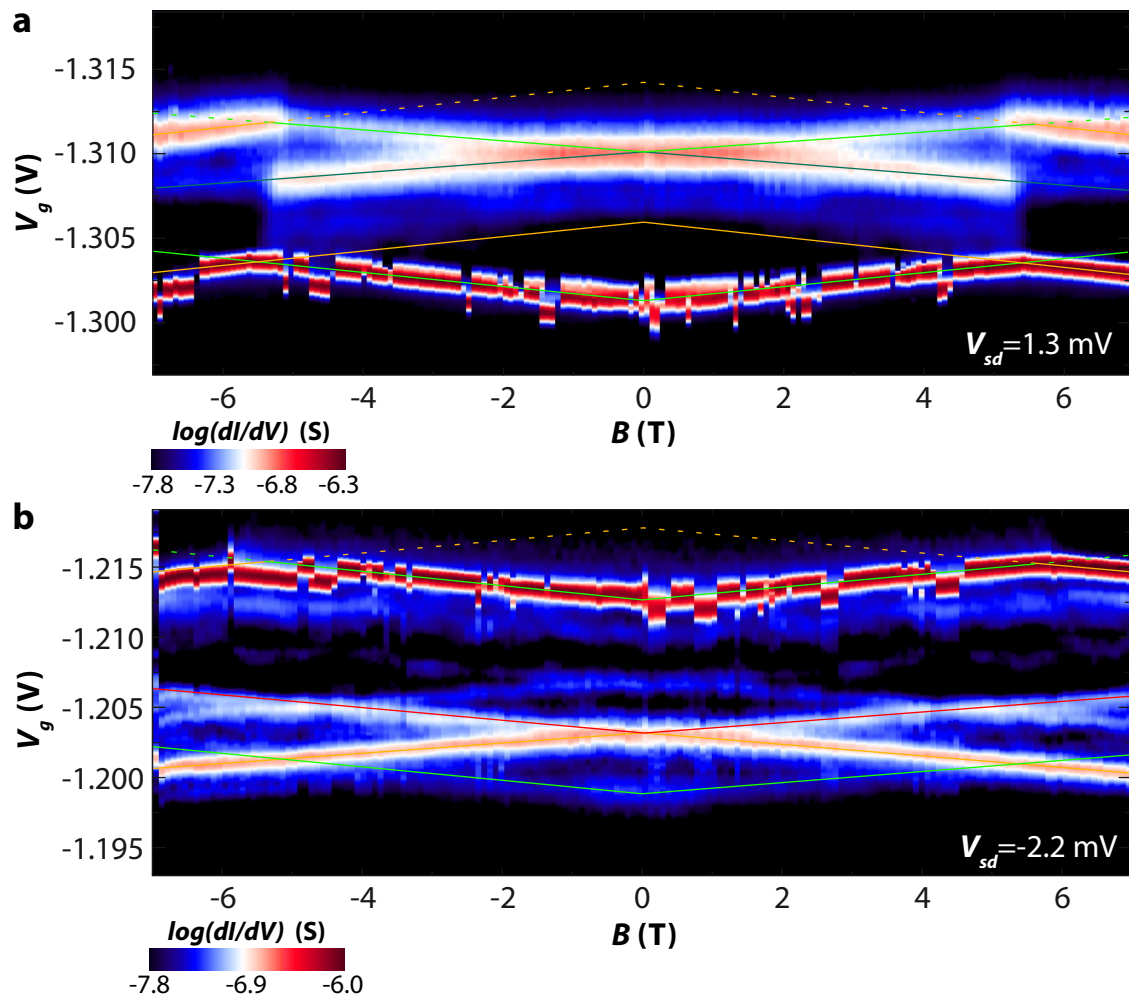 a
-1.315
-1.310
-1.305
-1.300
V_g (V)
V_sd=1.3 mV
-6 -4 -2 0 2 4 6
B (T)
log(dI/dV) (S)
-7.8 -7.3 -6.8 -6.3
b
-1.215
-1.210
-1.205
-1.200
-1.195
V_g (V)
V_sd=-2.2 mV
-6 -4 -2 0 2 4 6
B (T)
log(dI/dV) (S)
-7.8 -6.9 -6.0